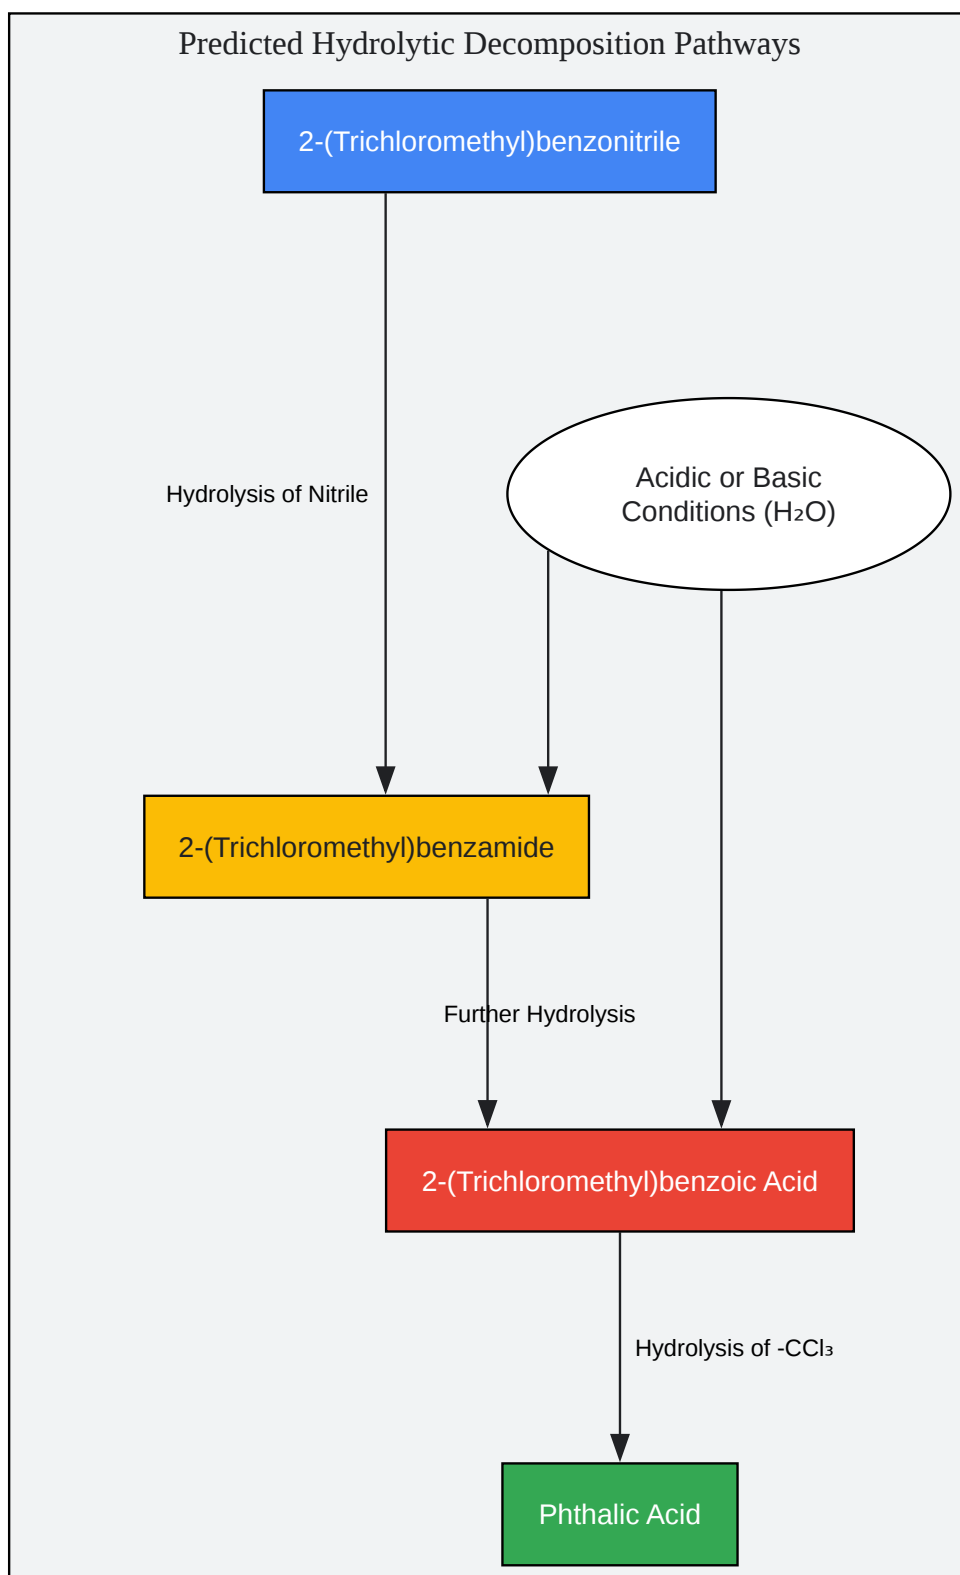 Predicted Hydrolytic Decomposition Pathways
2-(Trichloromethyl)benzonitrile
Acidic or Basic
Conditions (H₂O)
Hydrolysis of Nitrile
2-(Trichloromethyl)benzamide
Further Hydrolysis
2-(Trichloromethyl)benzoic Acid
Hydrolysis of -CCl₃
Phthalic Acid